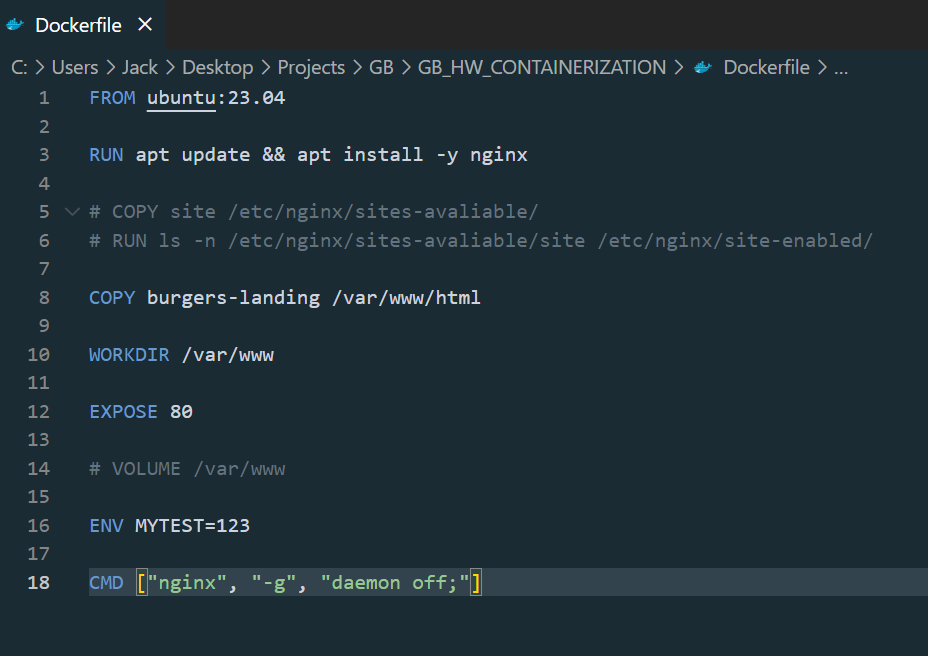 Dockerfile
C: > Users > Jack > Desktop > Projects > GB > GB_HW_CONTAINERIZATION > Dockerfile > ...
1 FROM ubuntu:23.04
2
3 RUN apt update && apt install -y nginx
4
5 # COPY site /etc/nginx/sites-avaliable/
6 # RUN ls -n /etc/nginx/sites-avaliable/site /etc/nginx/site-enabled/
7
8 COPY burgers-landing /var/www/html
9
10 WORKDIR /var/www
11
12 EXPOSE 80
13
14 # VOLUME /var/www
15
16 ENV MYTEST=123
17
18 CMD ["nginx", "-g", "daemon off;"]